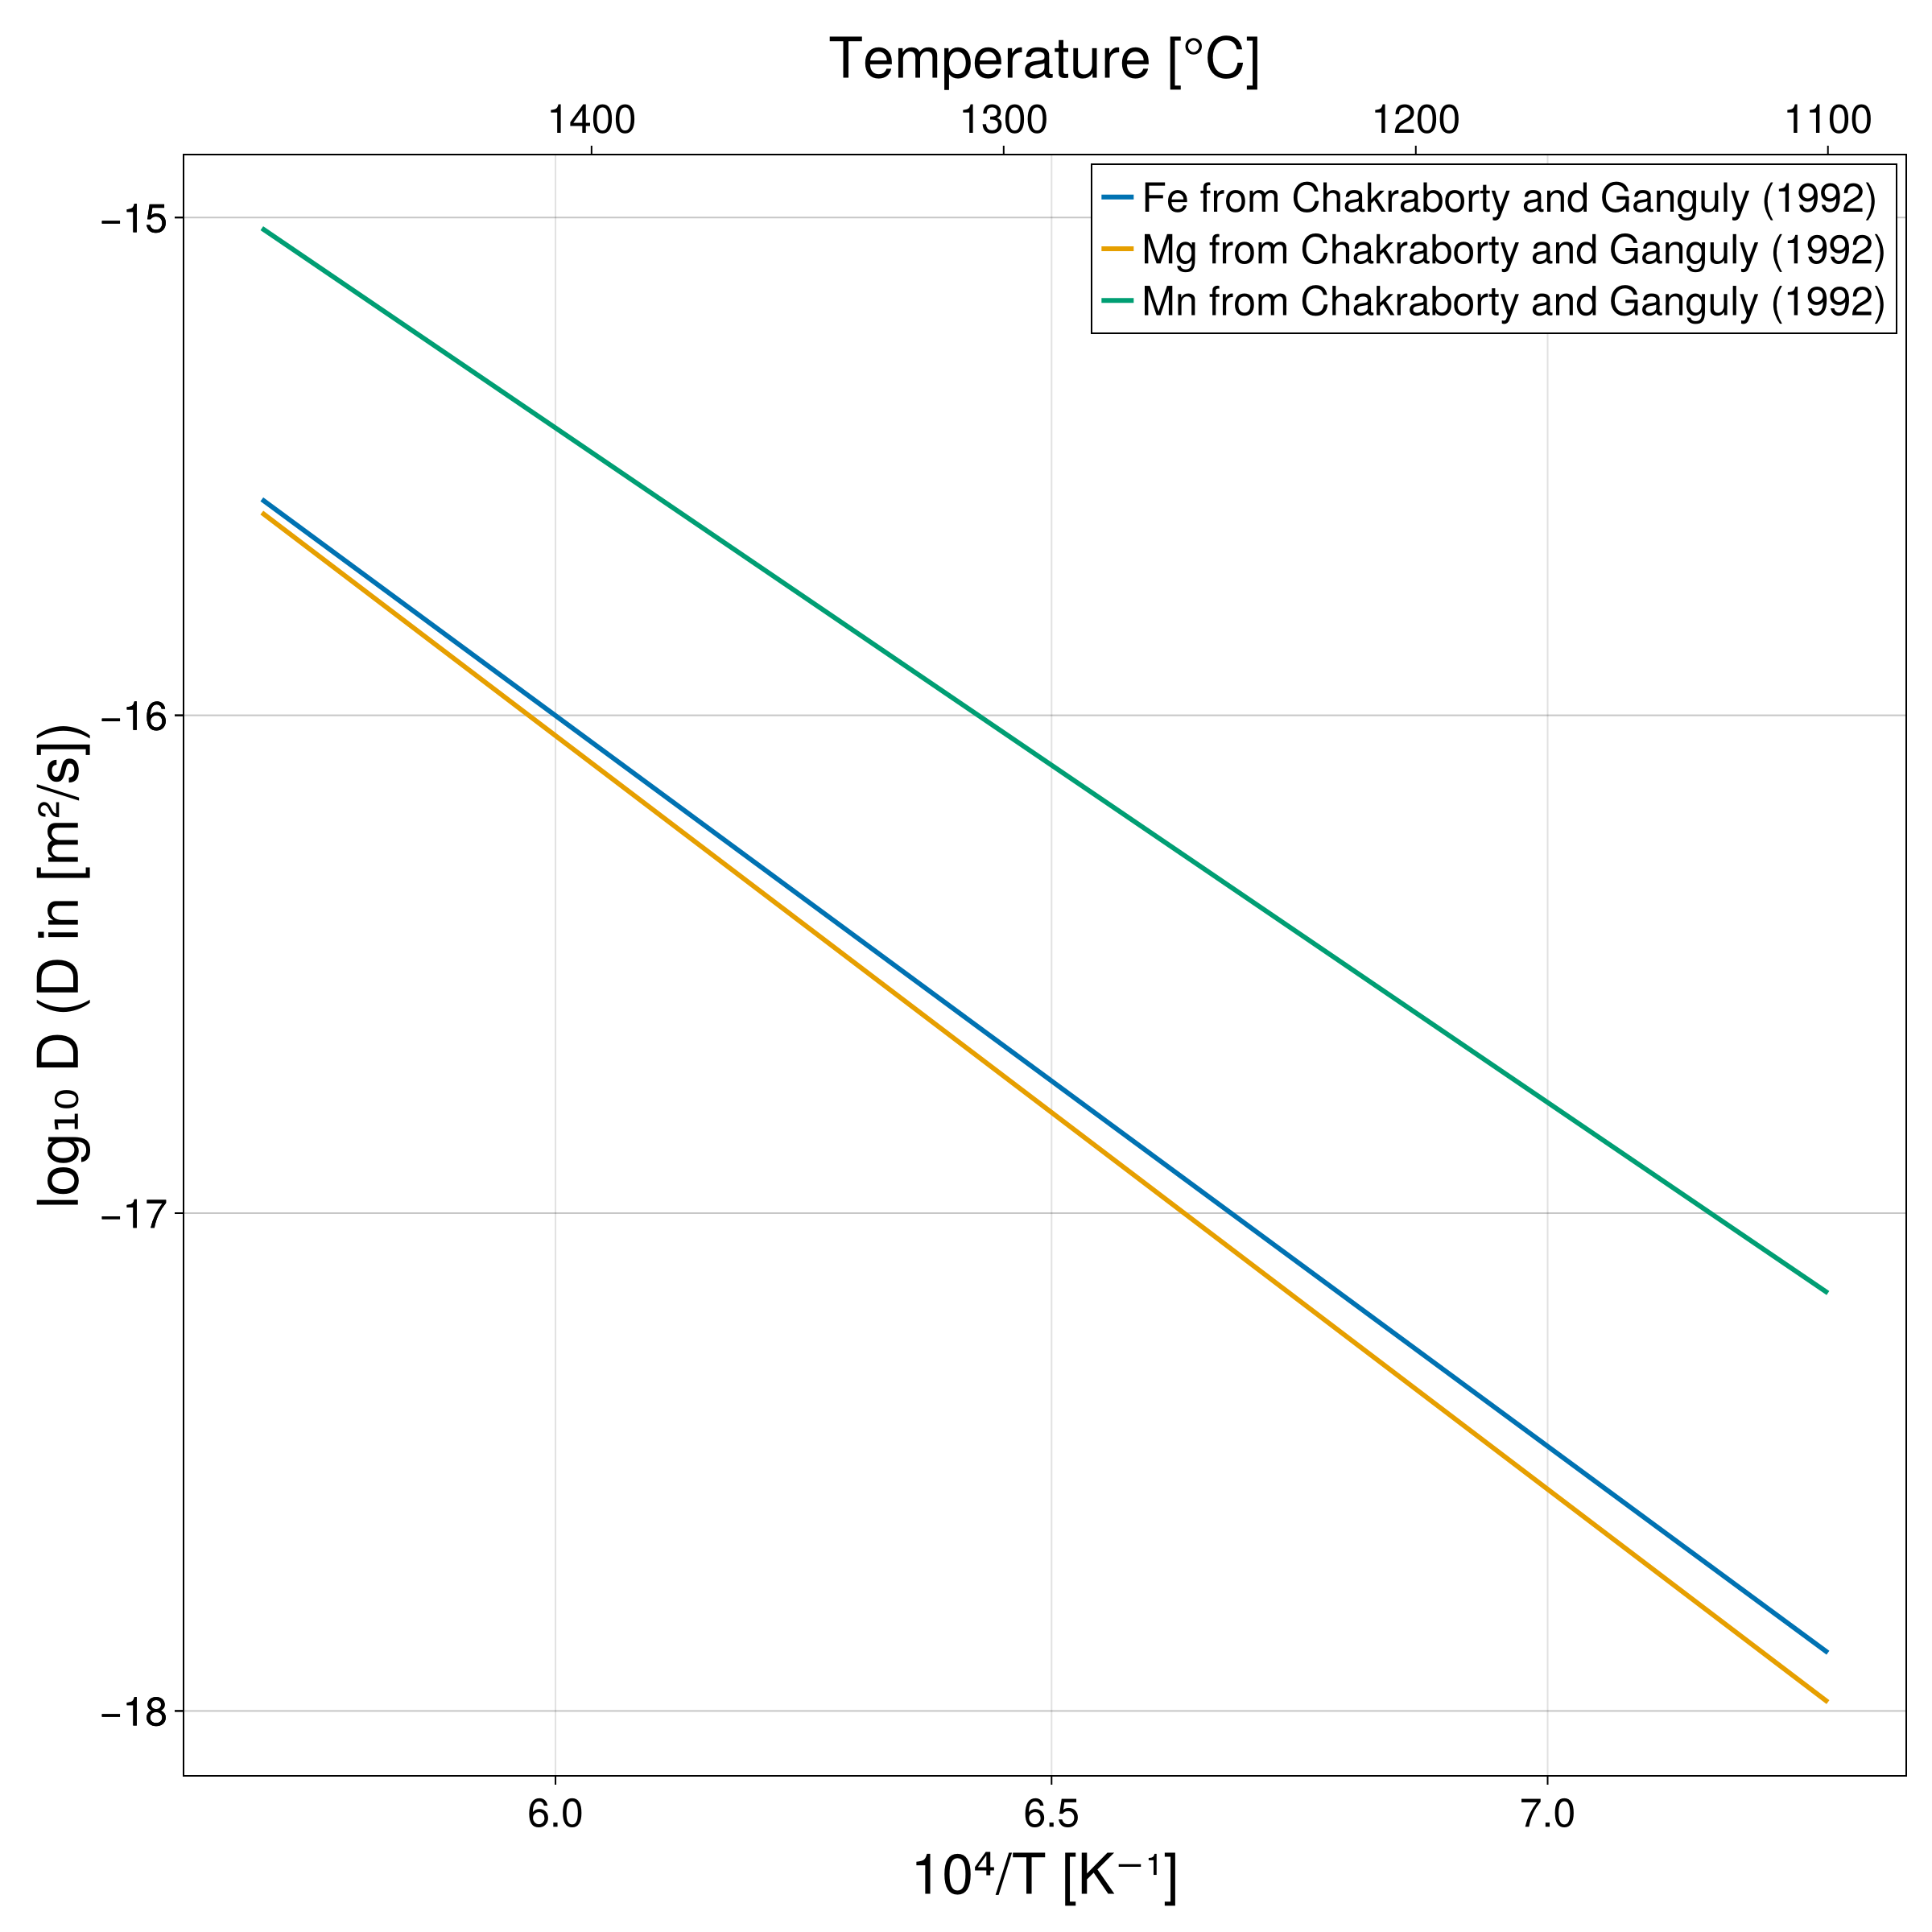 Temperature [°C]
1400 1300 1200 1100
Fe from Chakraborty and Ganguly (1992)
Mg from Chakraborty and Ganguly (1992)
Mn from Chakraborty and Ganguly (1992)
−15
−16
−17
−18
log₁₀ D (D in [m²/s])
6.0 6.5 7.0
10⁴/T [K⁻¹]